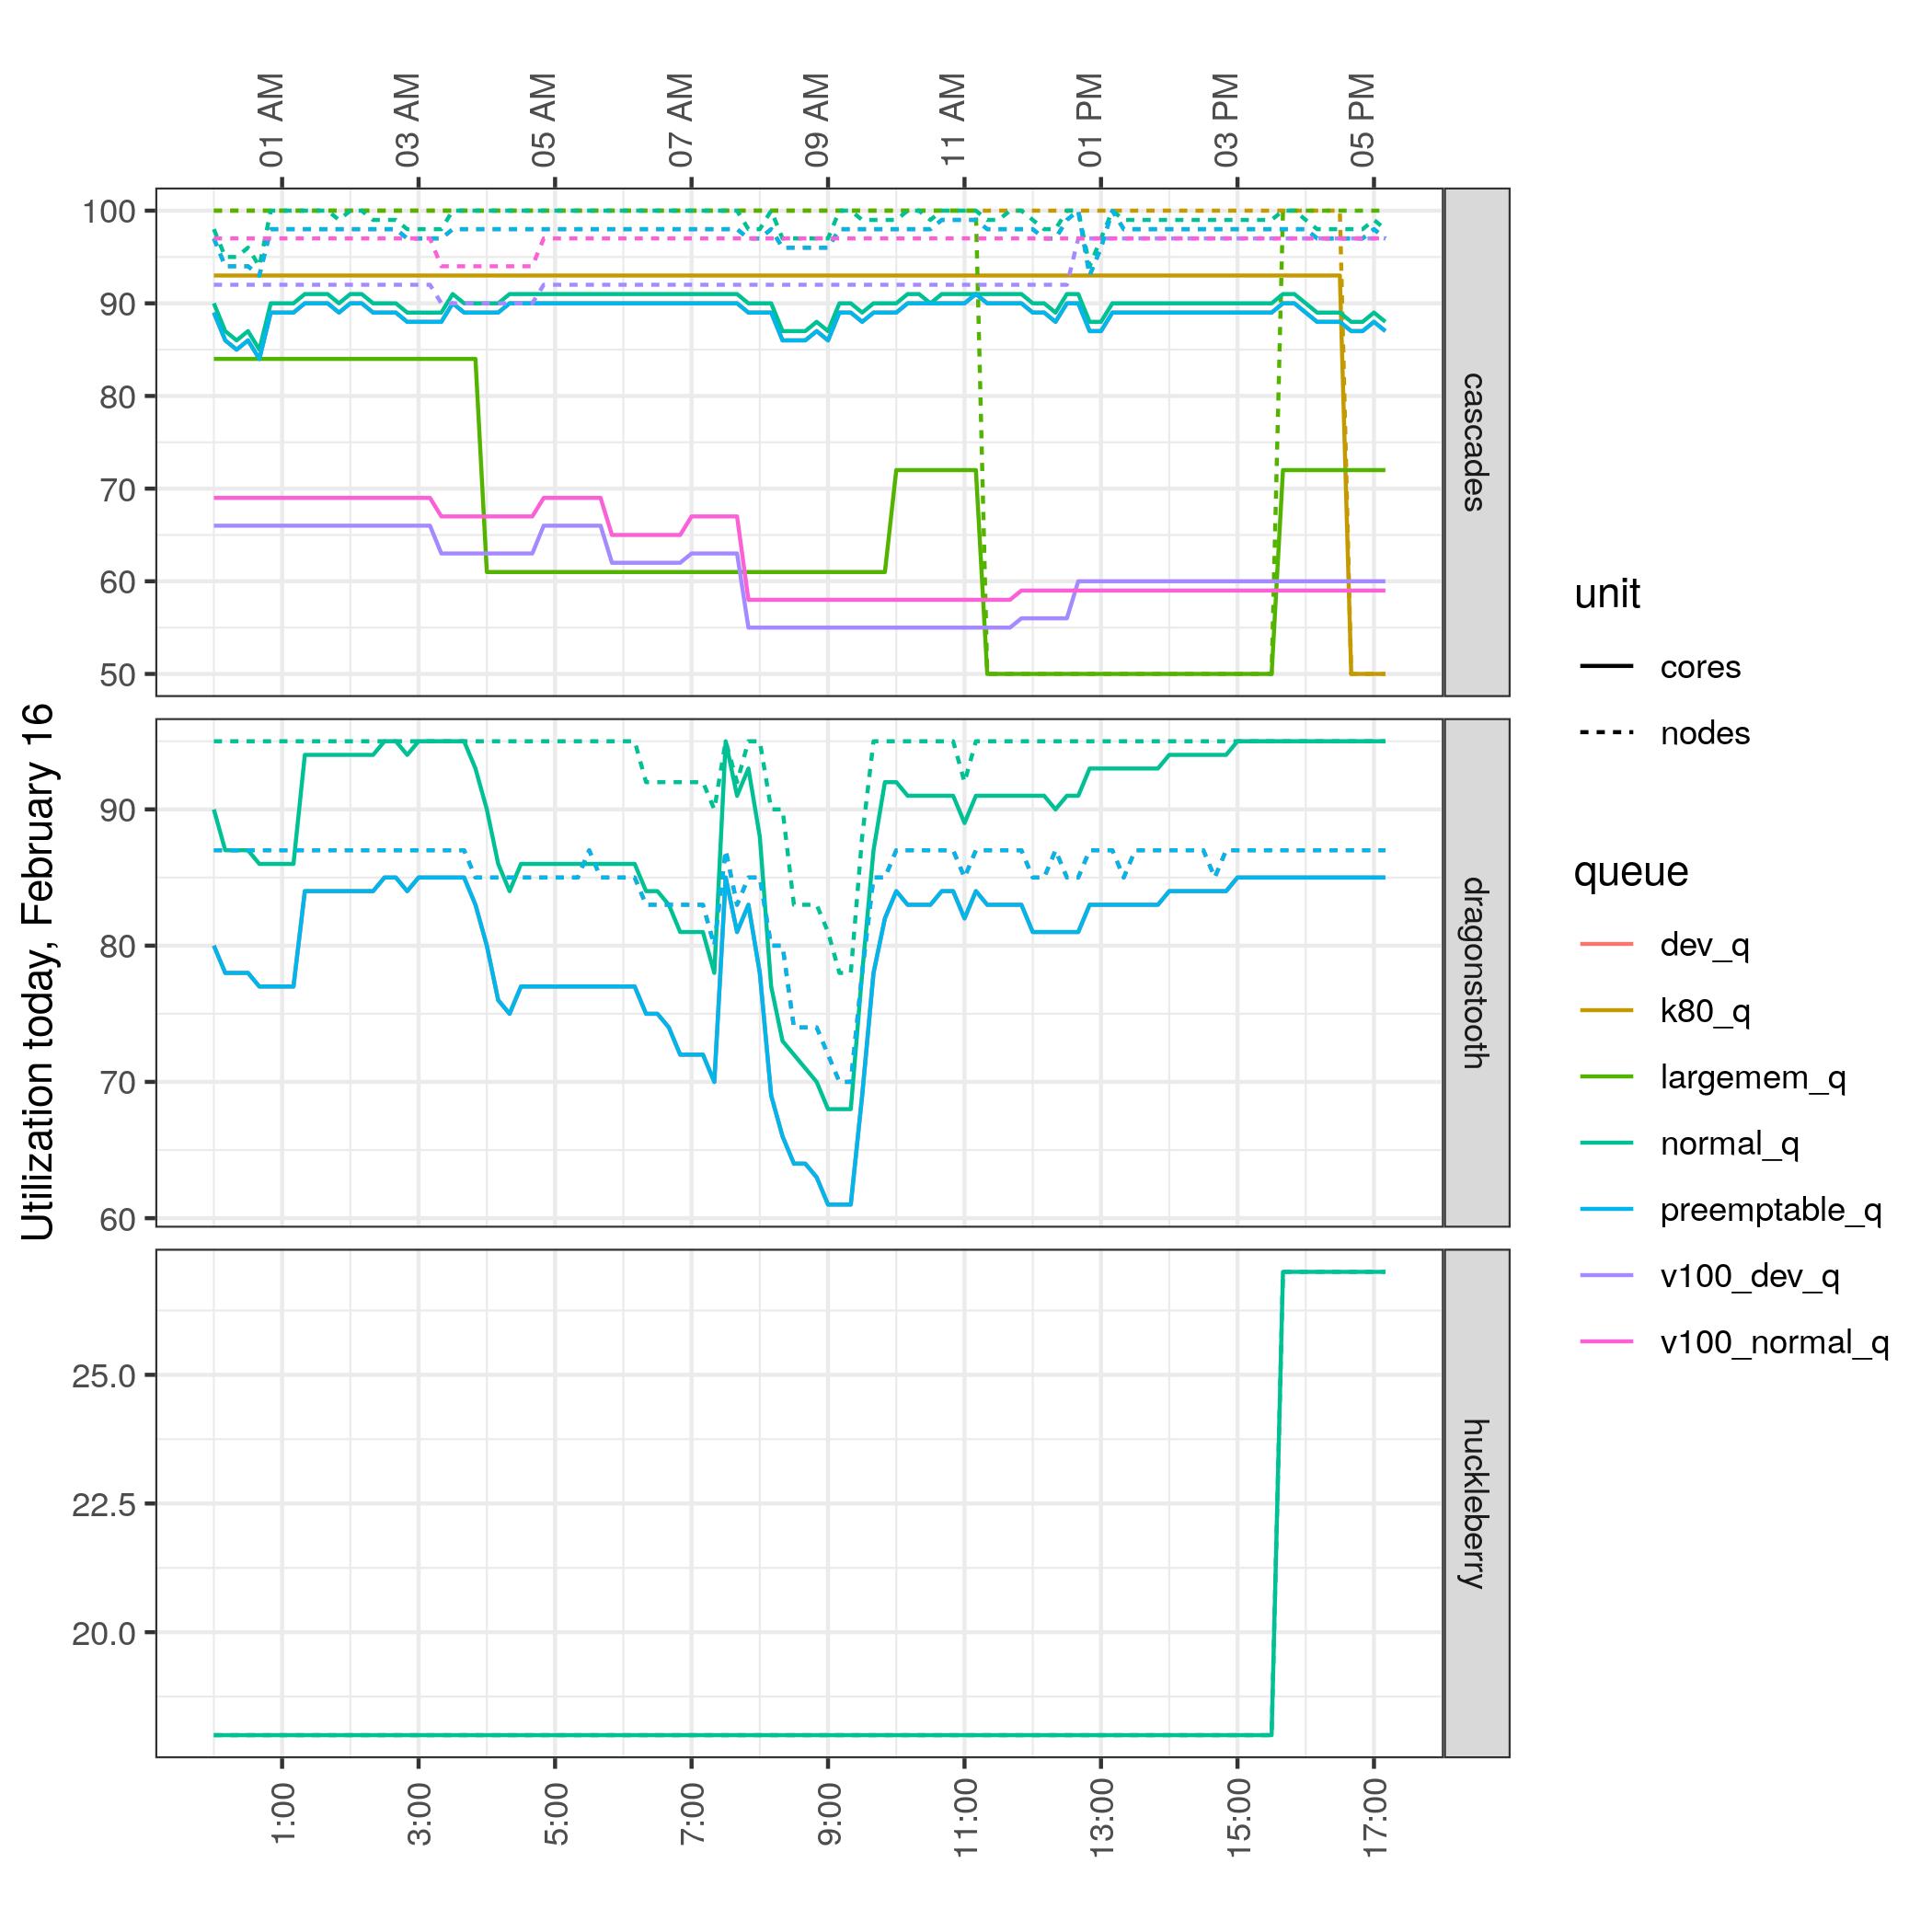 01 AM
03 AM
05 AM
07 AM
09 AM
11 AM
01 PM
03 PM
05 PM
Utilization today, February 16
100
90
80
70
60
50
cascades
90
80
70
60
dragonstooth
25.0
22.5
20.0
huckleberry
1:00
3:00
5:00
7:00
9:00
11:00
13:00
15:00
17:00
unit
cores
nodes
queue
dev_q
k80_q
largemem_q
normal_q
preemptable_q
v100_dev_q
v100_normal_q